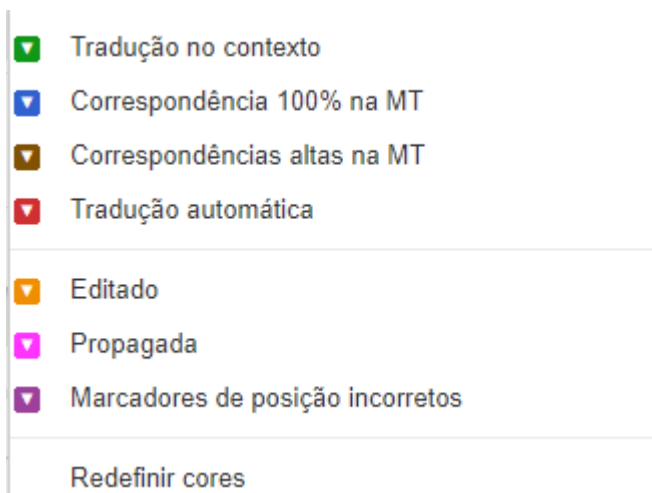 Tradução no contexto
Correspondência 100% na MT
Correspondências altas na MT
Tradução automática
Editado
Propagada
Marcadores de posição incorretos
Redefinir cores